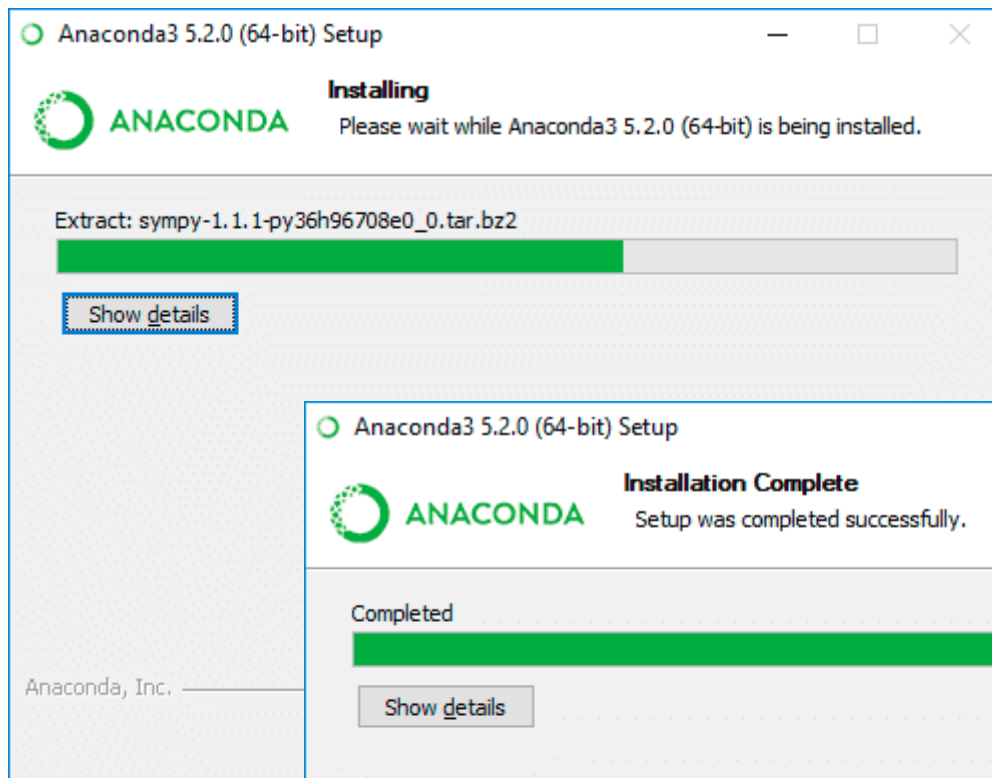 Anaconda3 5.2.0 (64-bit) Setup
ANACONDA
Installing
Please wait while Anaconda3 5.2.0 (64-bit) is being installed.
Extract: sympy-1.1.1-py36h96708e0_0.tar.bz2
Show details
Anaconda, Inc.
Anaconda3 5.2.0 (64-bit) Setup
ANACONDA
Installation Complete
Setup was completed successfully.
Completed
Show details